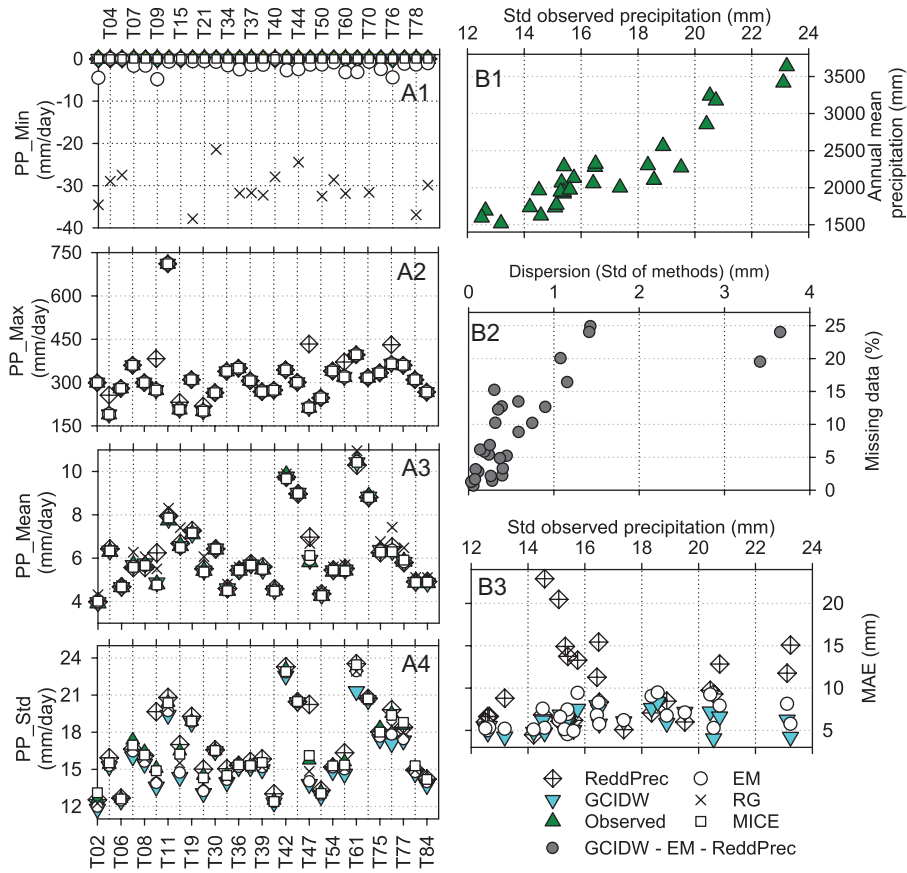 T04 T07 T09 T15 T21 T34 T37 T40 T44 T48 T60 T70 T76 T78
0
-10
-20
-30
-40
PP_Min
(mm/day)
A1
750
600
450
300
150
PP_Max
(mm/day)
A2
10
8
6
4
PP_Mean
(mm/day)
A3
24
21
18
15
12
PP_Std
(mm/day)
A4
T02 T06 T08 T11 T19 T30 T36 T39 T42 T47 T54 T61 T75 T77 T84
Std observed precipitation (mm)
12 14 16 18 20 22 24
B1
3500
3000
2500
2000
1500
Annual mean
precipitation (mm)
Dispersion (Std of methods) (mm)
0 1 2 3 4
B2
25
20
15
10
5
0
Missing data (%)
Std observed precipitation (mm)
12 14 16 18 20 22 24
B3
20
15
10
5
MAE (mm)
ReddPrec EM
GCIDW RG
Observed MICE
GCIDW - EM - ReddPrec